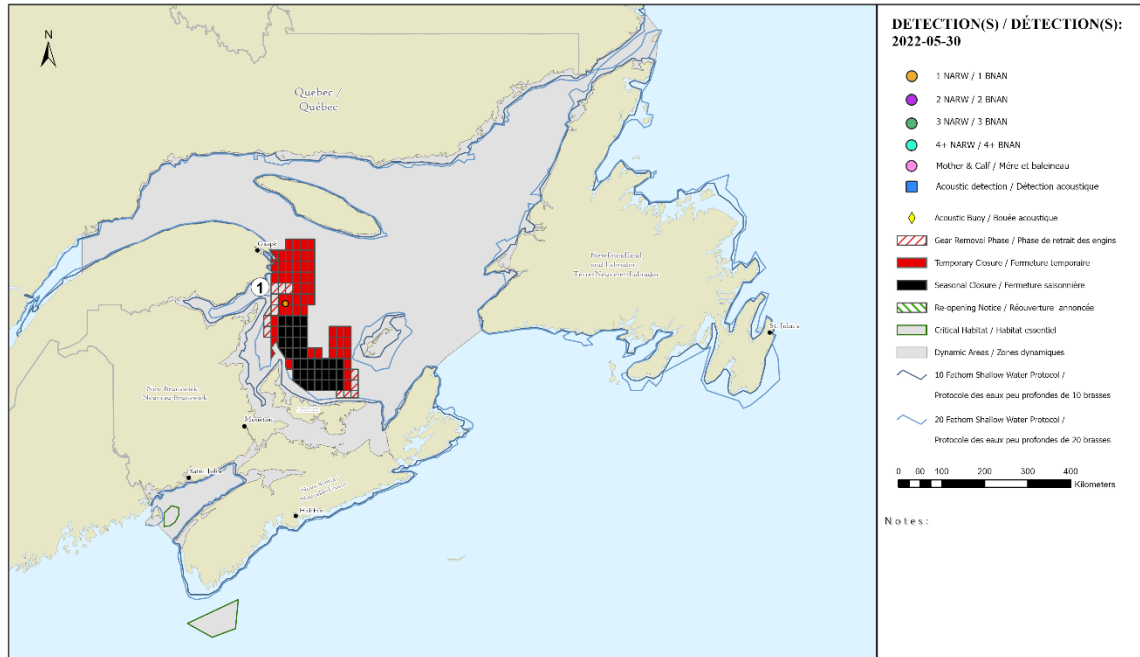 N
Quebec /
Québec
Gaspé
1
Newfoundland
and Labrador
Terre-Neuve-et-Labrador
St. John's
New Brunswick /
Nouveau-Brunswick
Moncton
Saint John
Nova Scotia /
Nouvelle-Écosse
Halifax
DETECTION(S) / DÉTECTION(S):
2022-05-30
1 NARW / 1 BNAN
2 NARW / 2 BNAN
3 NARW / 3 BNAN
4+ NARW / 4+ BNAN
Mother & Calf / Mére et baleineau
Acoustic detection / Détection acoustique
Acoustic Buoy / Bouée acoustique
Gear Removal Phase / Phase de retrait des engins
Temporary Closure / Fermeture temporaire
Seasonal Closure / Fermeture saisonnière
Re-opening Notice / Réouverture annoncée
Critical Habitat / Habitat essentiel
Dynamic Areas / Zones dynamiques
10 Fathom Shallow Water Protocol /
Protocole des eaux peu profondes de 10 brasses
20 Fathom Shallow Water Protocol /
Protocole des eaux peu profondes de 20 brasses
0 50 100 200 300 400
Kilometers
Notes: